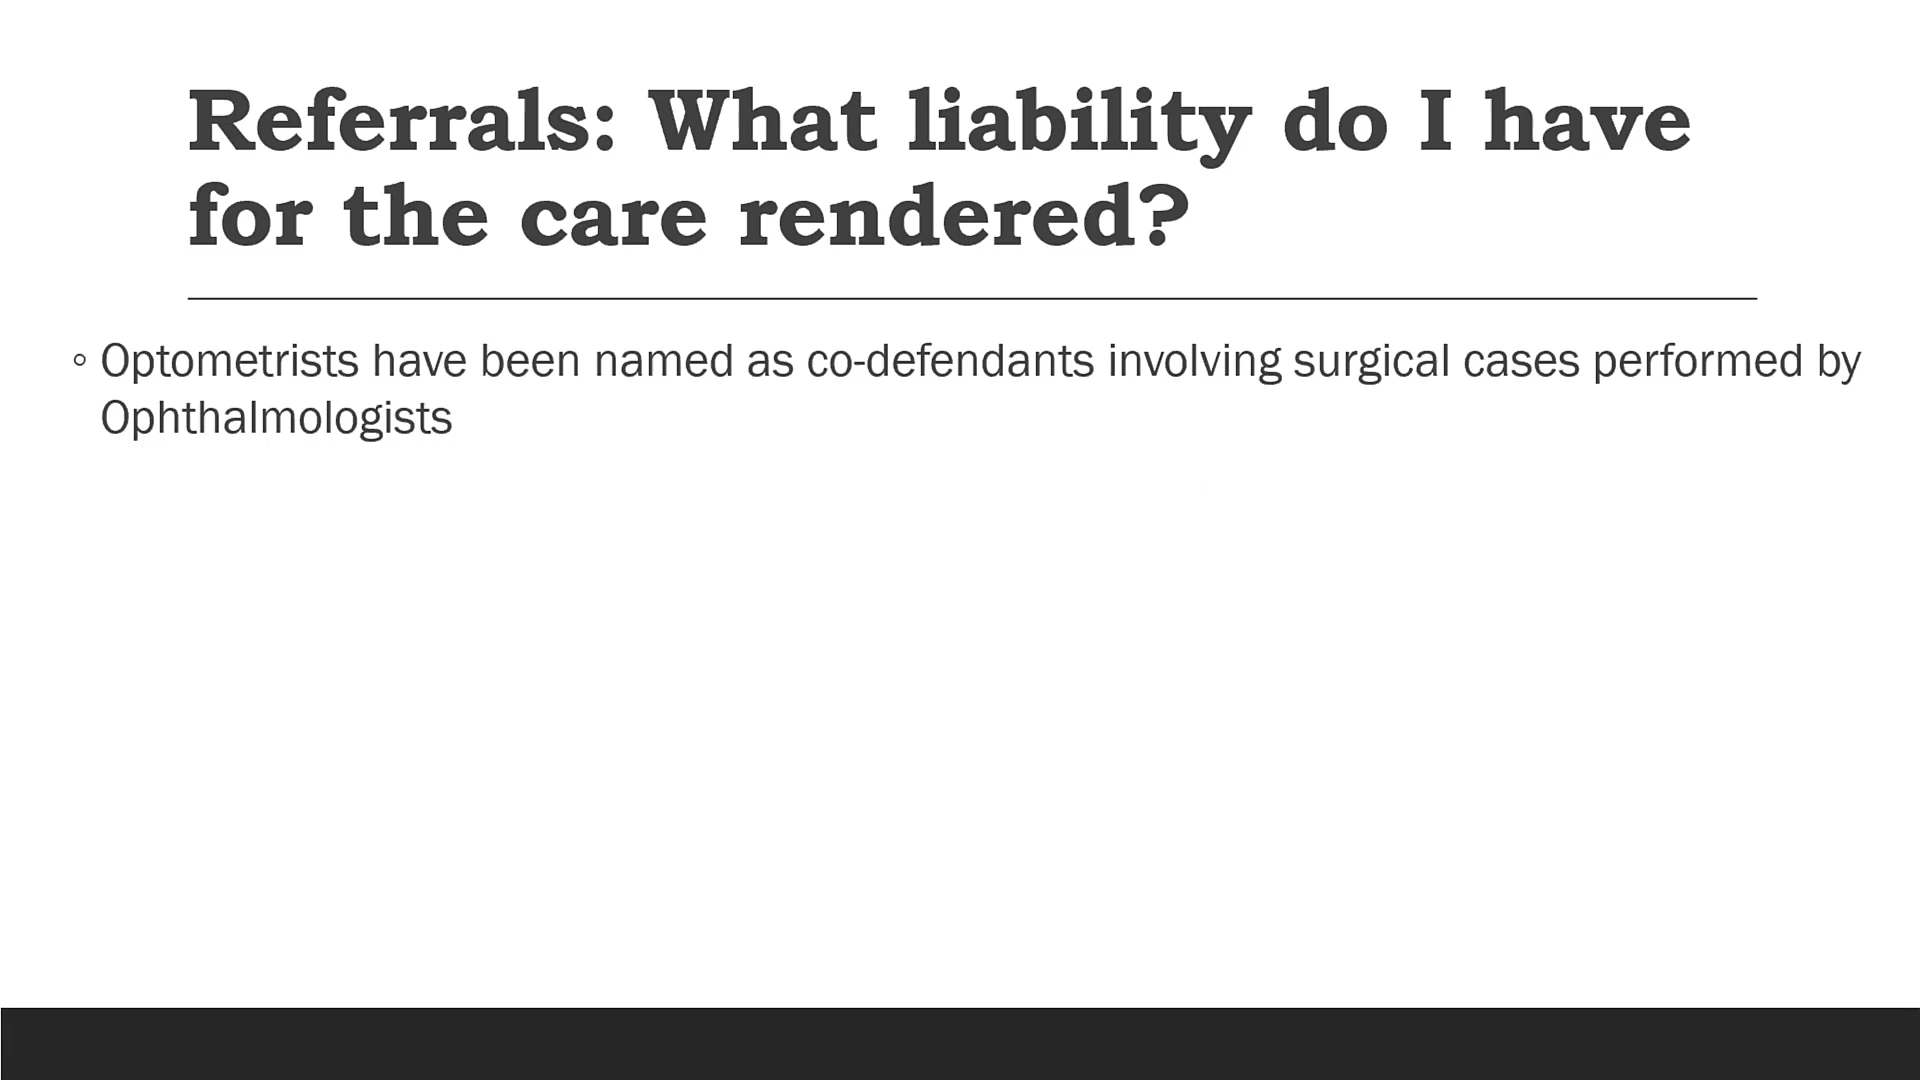 Referrals: What liability do I have
for the care rendered?
◦ Optometrists have been named as co-defendants involving surgical cases performed by
Ophthalmologists